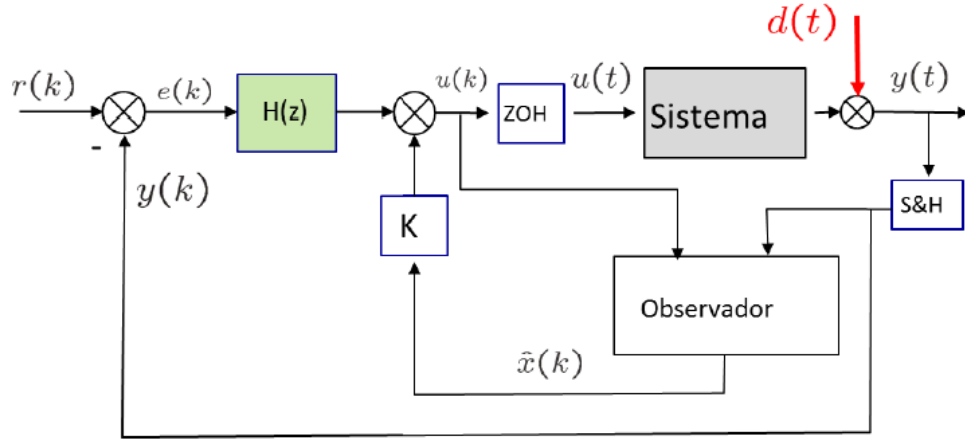 d(t)
r(k)
e(k)
H(z)
u(k)
ZOH
u(t)
Sistema
y(t)
-
y(k)
K
S&H
Observador
x̂(k)